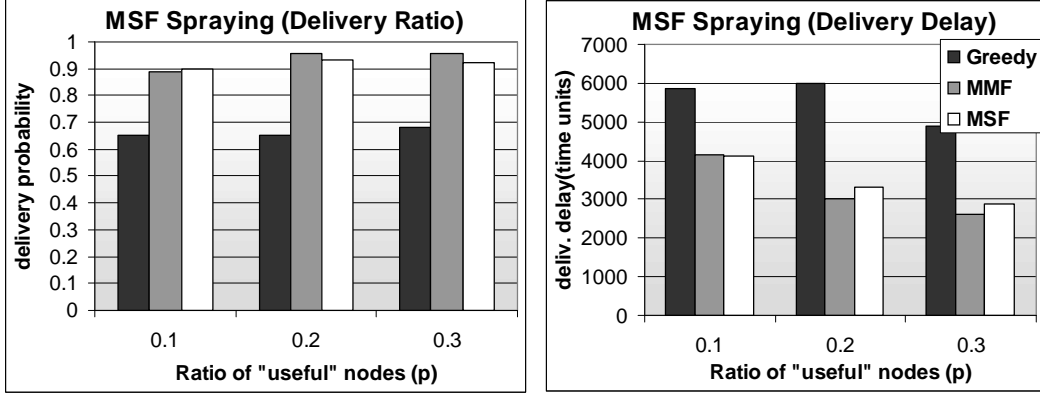 MSF Spraying (Delivery Ratio)
1
0.9
0.8
0.7
0.6
0.5
0.4
0.3
0.2
0.1
0
delivery probability
0.1 0.2 0.3
Ratio of "useful" nodes (p)
MSF Spraying (Delivery Delay)
7000
6000
5000
4000
3000
2000
1000
0
deliv. delay(time units)
Greedy
MMF
MSF
0.1 0.2 0.3
Ratio of "useful" nodes (p)